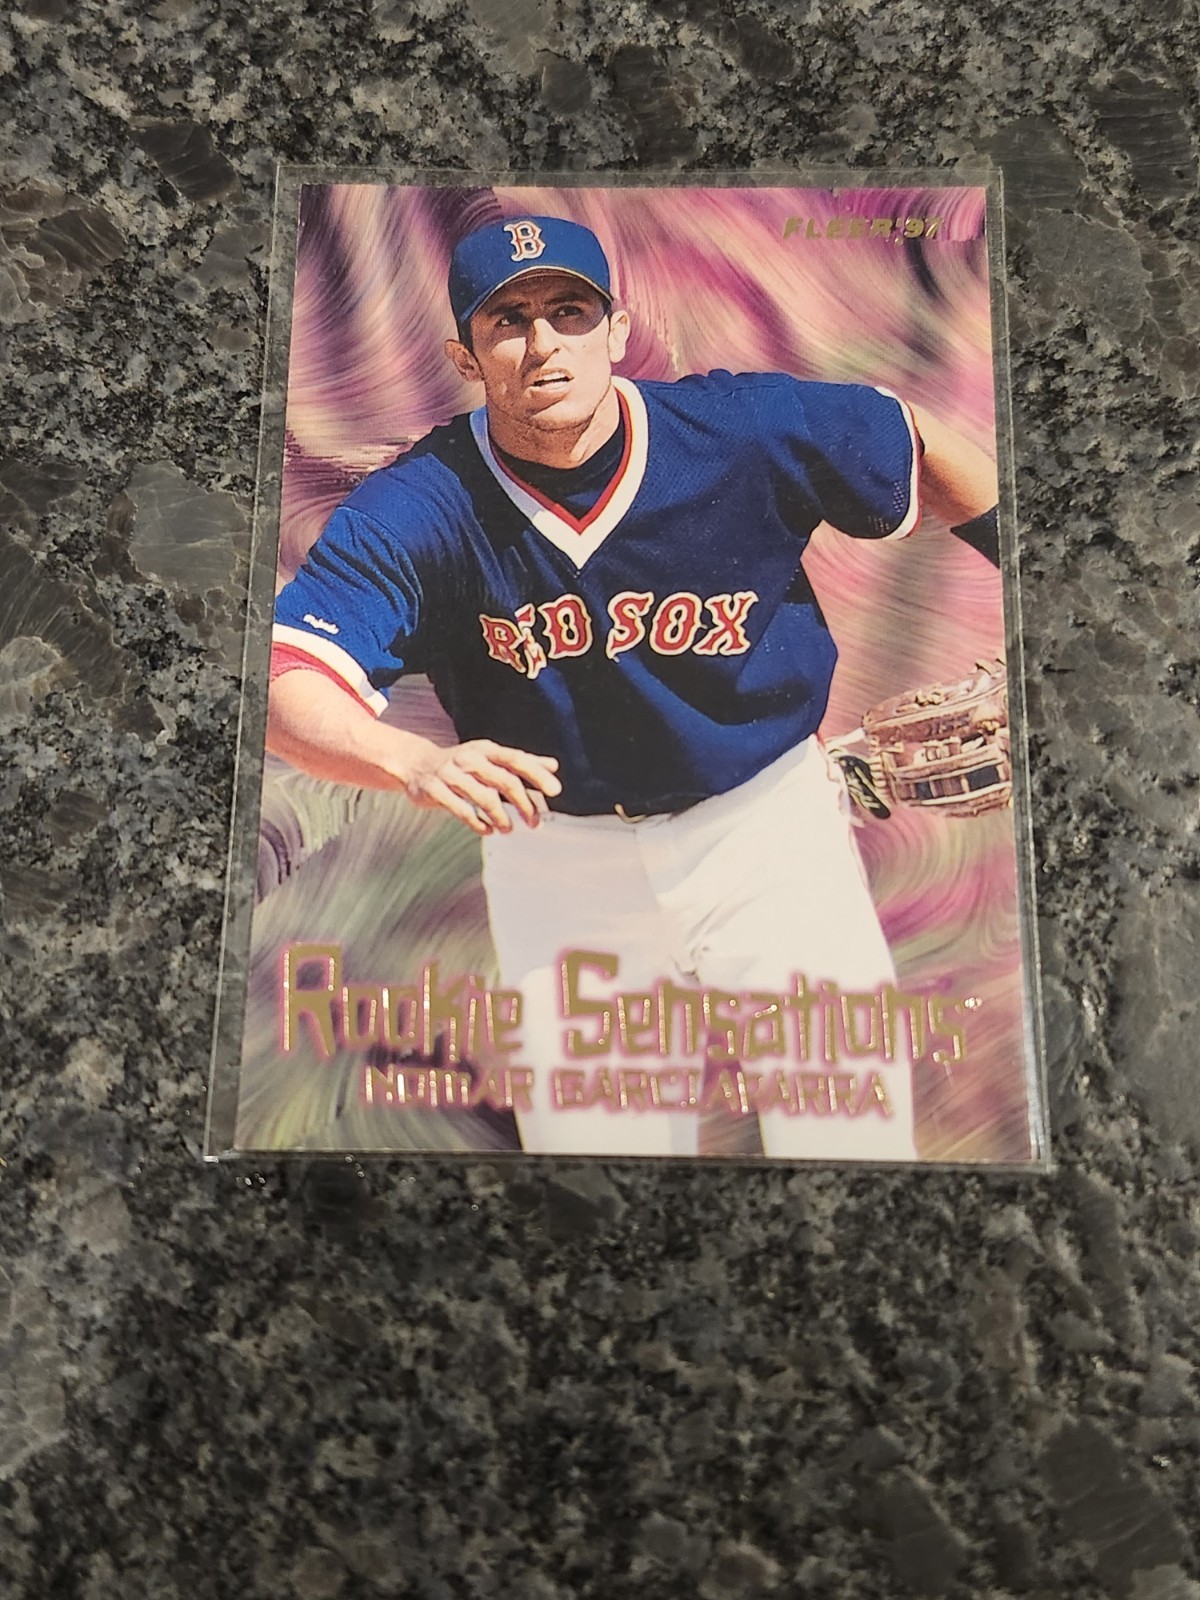 FLEER '97
B
RED SOX
Rookie Sensations
NOMAR GARCIAPARRA